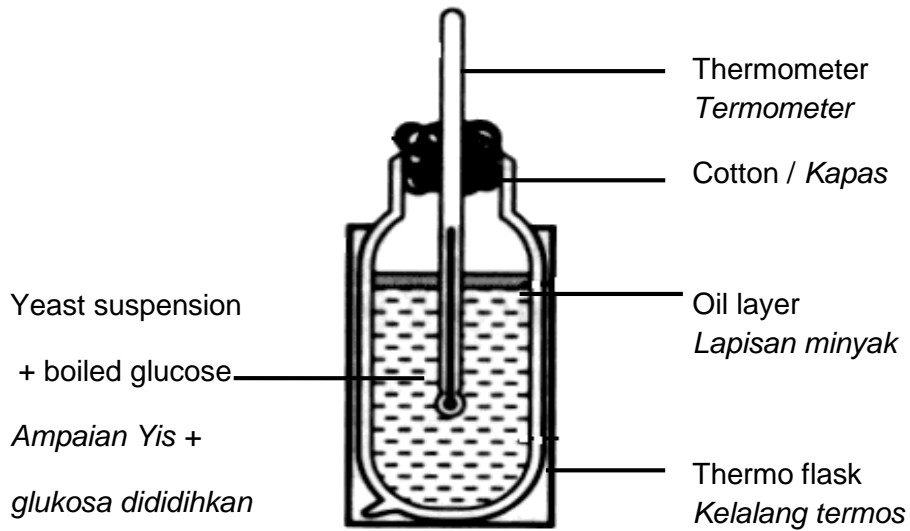 Thermometer
Termometer
Cotton / Kapas
Oil layer
Lapisan minyak
Yeast suspension
+ boiled glucose
Ampaian Yis +
glukosa dididihkan
Thermo flask
Kelalang termos